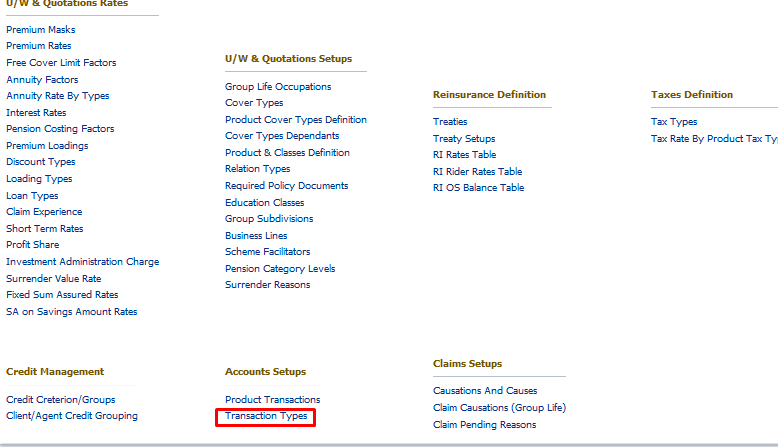 U/W & Quotations Rates
Premium Masks
Premium Rates
Free Cover Limit Factors
Annuity Factors
Annuity Rate By Types
Interest Rates
Pension Costing Factors
Premium Loadings
Discount Types
Loading Types
Loan Types
Claim Experience
Short Term Rates
Profit Share
Investment Administration Charge
Surrender Value Rate
Fixed Sum Assured Rates
SA on Savings Amount Rates
U/W & Quotations Setups
Group Life Occupations
Cover Types
Product Cover Types Definition
Cover Types Dependants
Product & Classes Definition
Relation Types
Required Policy Documents
Education Classes
Group Subdivisions
Business Lines
Scheme Facilitators
Pension Category Levels
Surrender Reasons
Reinsurance Definition
Treaties
Treaty Setups
RI Rates Table
RI Rider Rates Table
RI OS Balance Table
Taxes Definition
Tax Types
Tax Rate By Product Tax Ty
Credit Management
Credit Creterion/Groups
Client/Agent Credit Grouping
Accounts Setups
Product Transactions
Transaction Types
Claims Setups
Causations And Causes
Claim Causations (Group Life)
Claim Pending Reasons